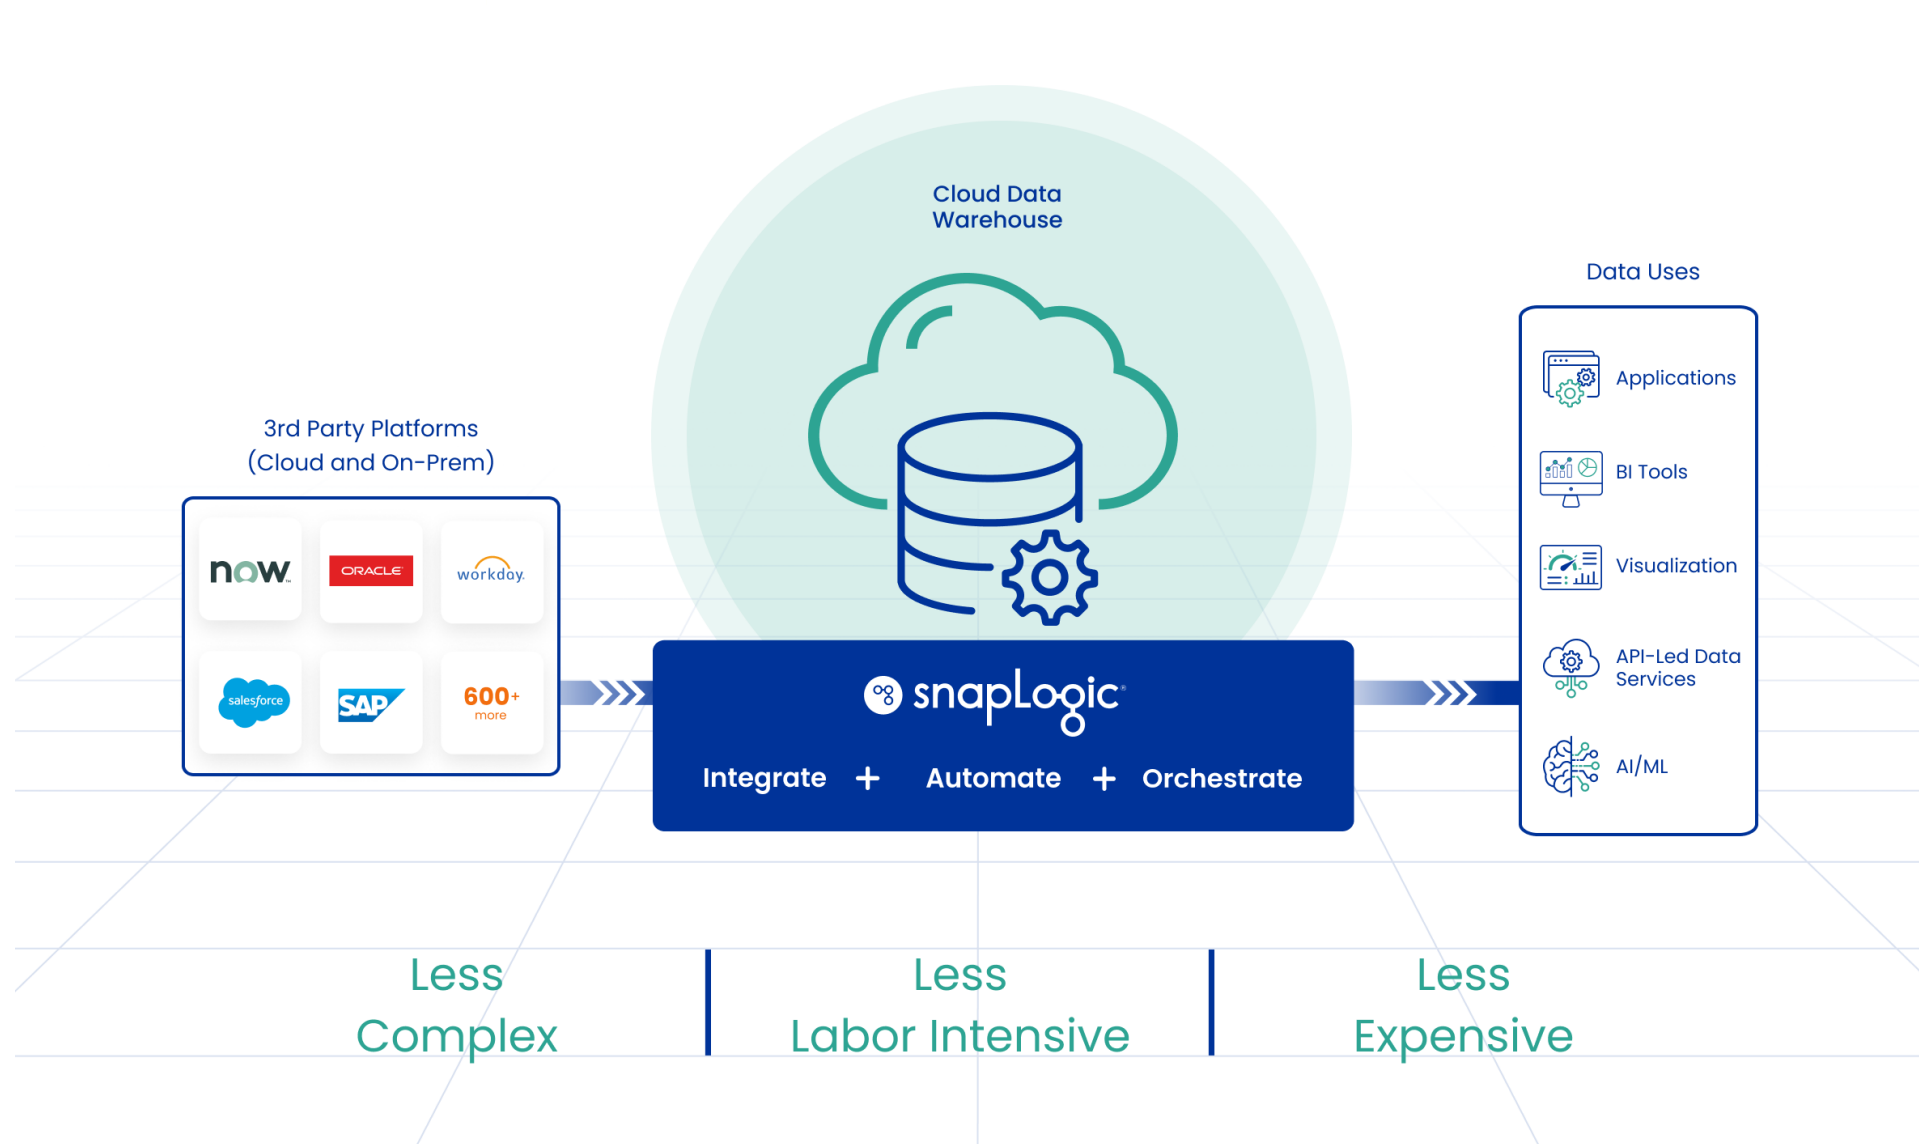 Cloud Data
Warehouse
Data Uses
Applications
BI Tools
Visualization
API-Led Data
Services
AI/ML
3rd Party Platforms
(Cloud and On-Prem)
now
ORACLE
workday.
salesforce
SAP
600+
more
snapLogic
Integrate + Automate + Orchestrate
Less
Complex
Less
Labor Intensive
Less
Expensive